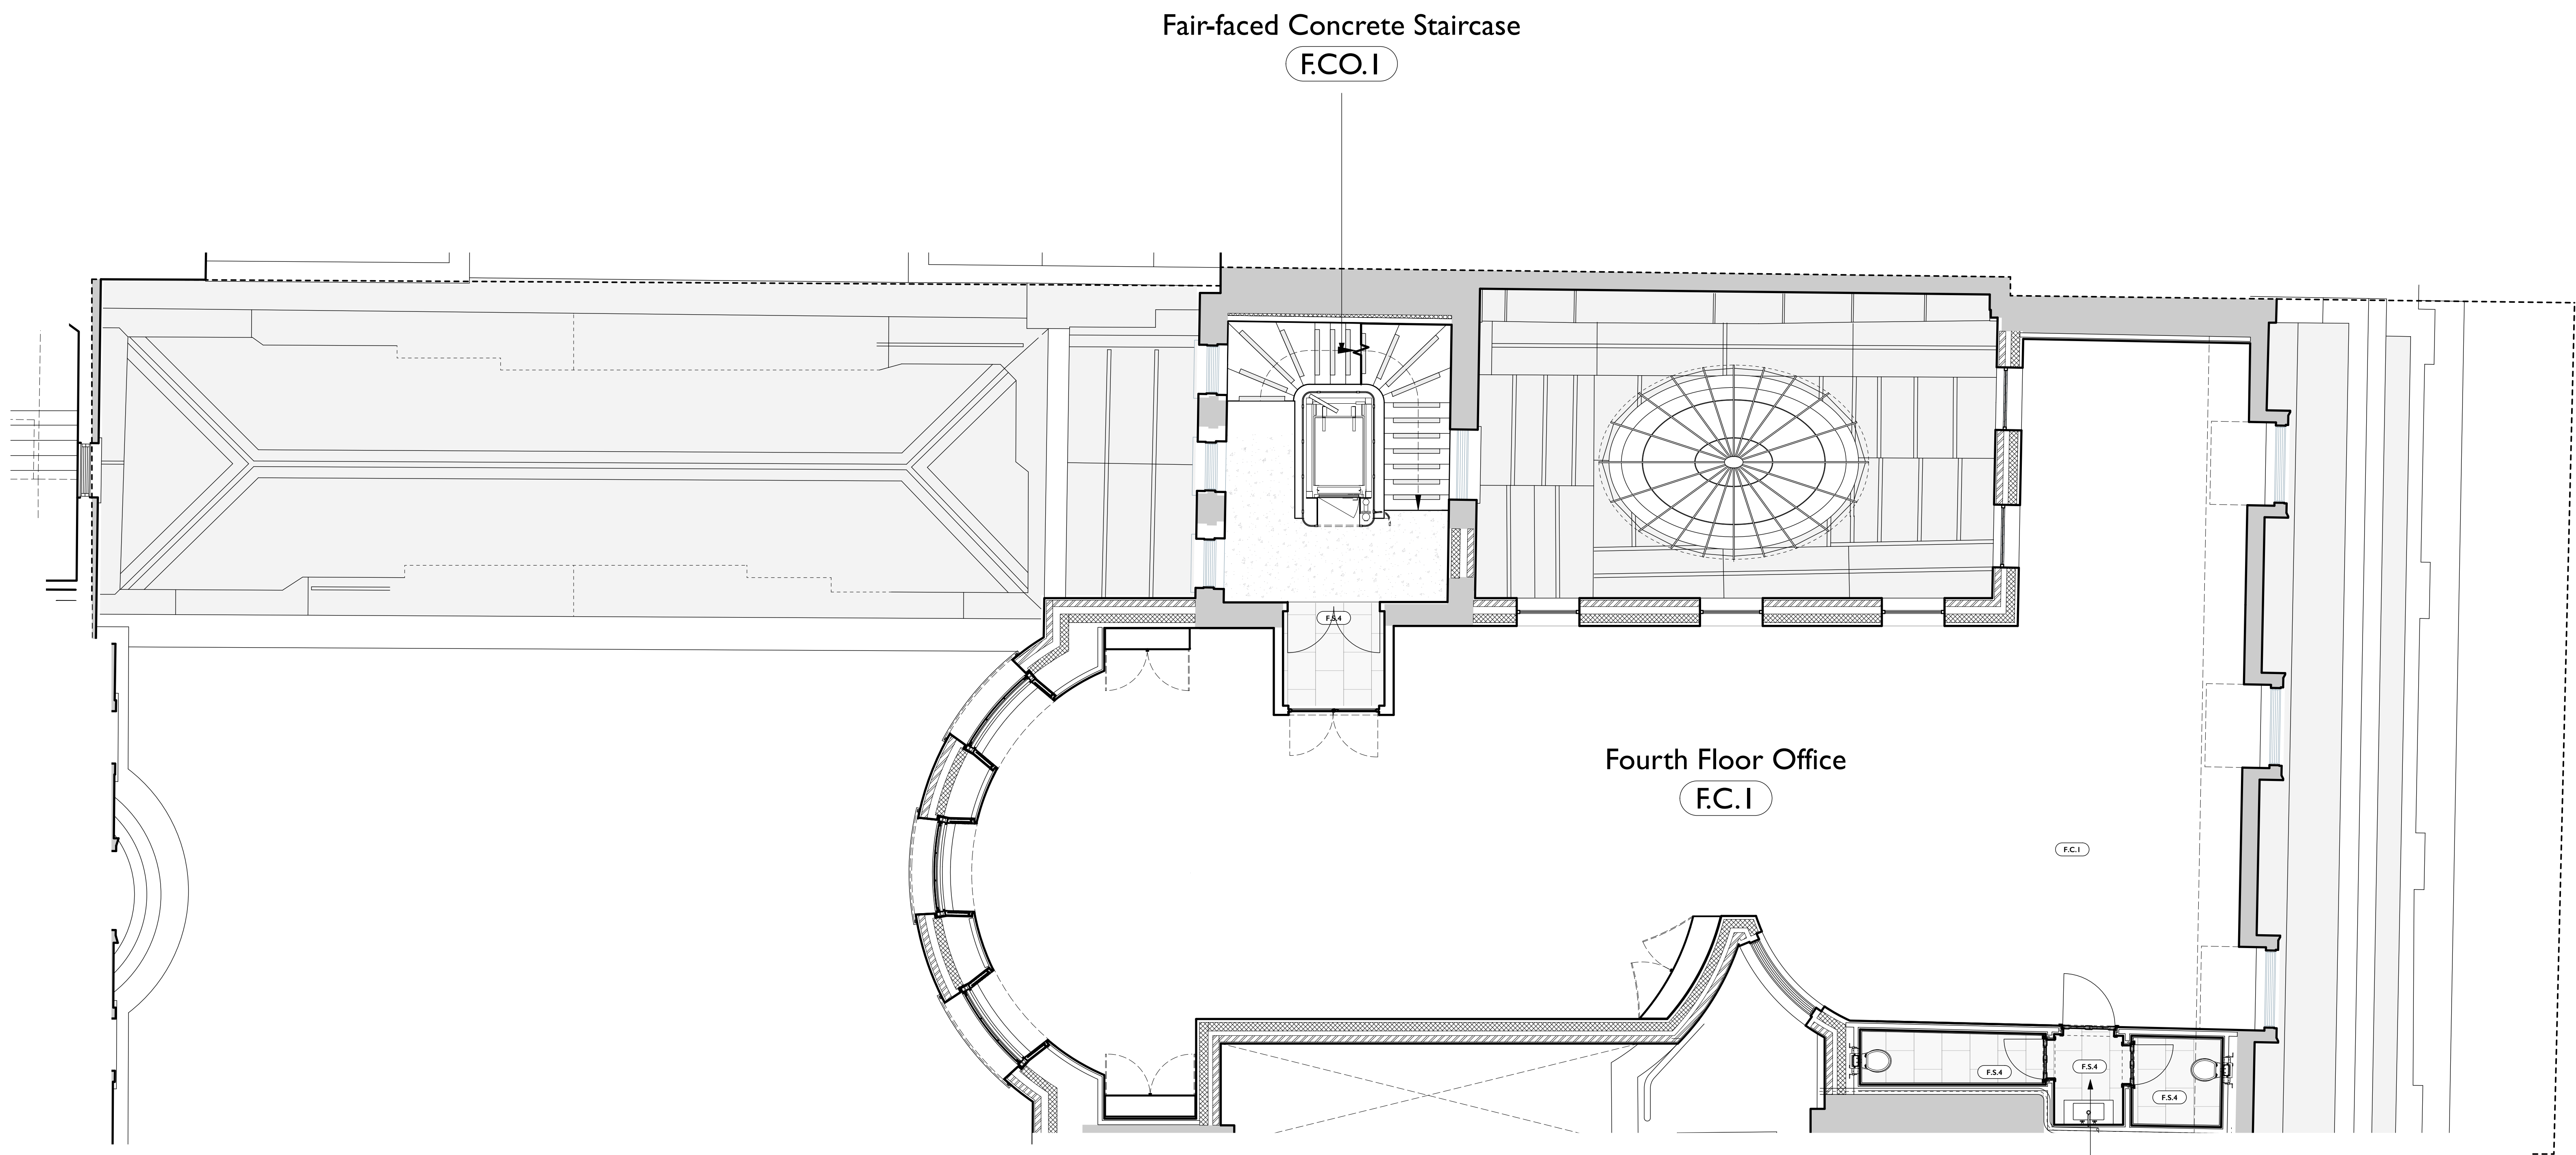 Fair-faced Concrete Staircase
F.CO.1
F.S.4
Fourth Floor Office
F.C.1
F.C.1
F.S.4
F.S.4
F.S.4